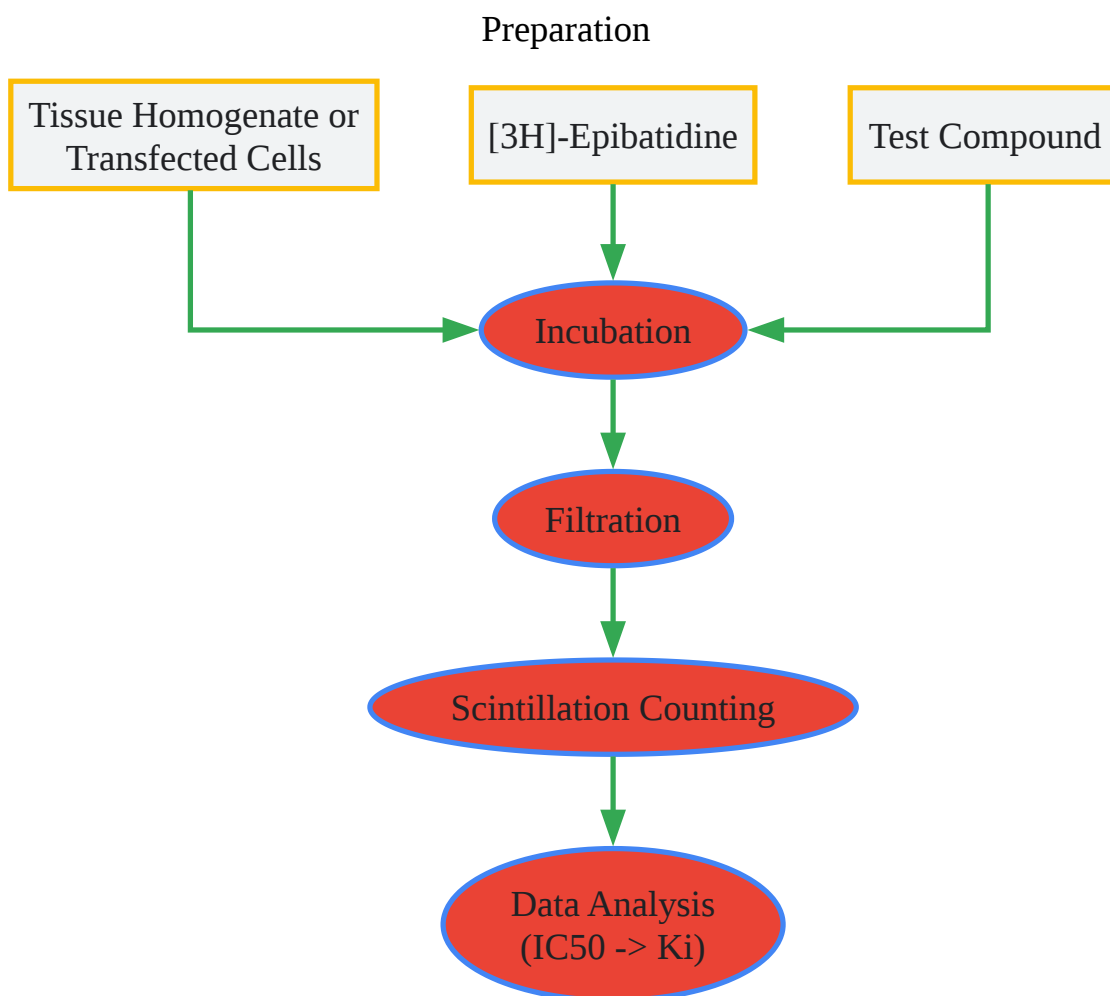 Preparation
Tissue Homogenate or
Transfected Cells
[3H]-Epibatidine
Test Compound
Incubation
Filtration
Scintillation Counting
Data Analysis
(IC50 -> Ki)